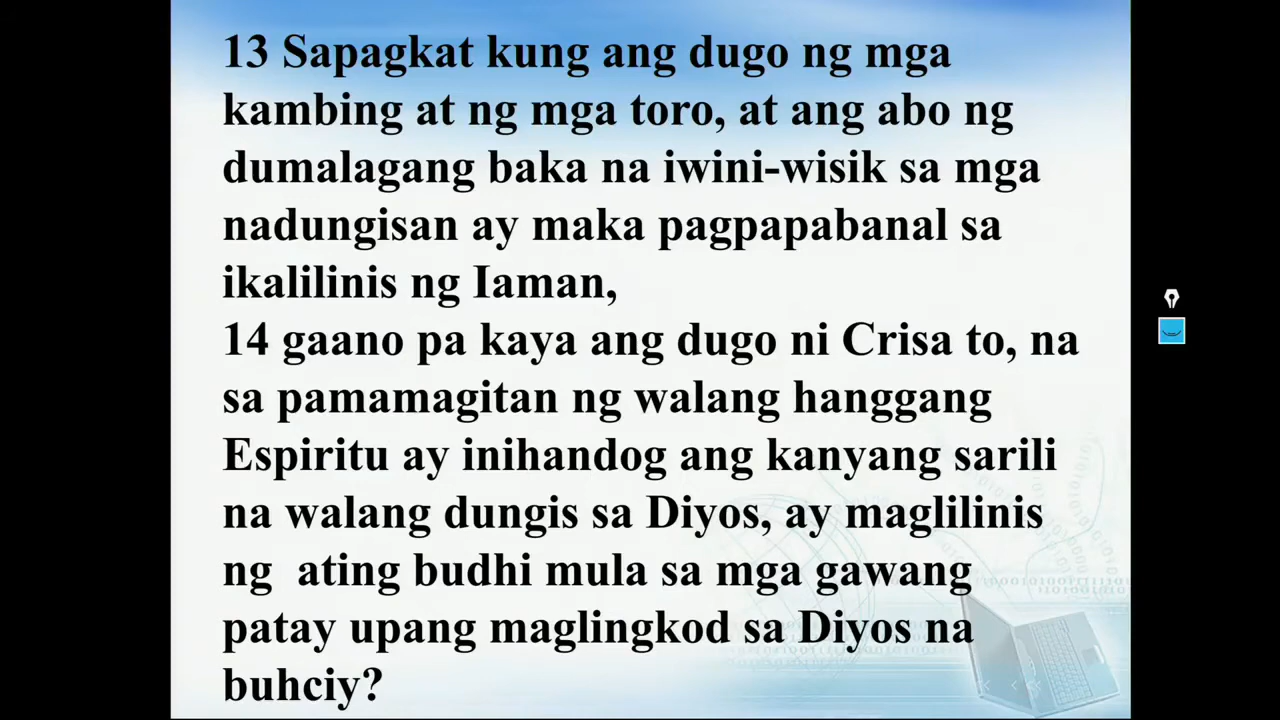 13 Sapagkat kung ang dugo ng mga
kambing at ng mga toro, at ang abo ng
dumalagang baka na iwini-wisik sa mga
nadungisan ay maka pagpapabanal sa
ikalilinis ng Iaman,
14 gaano pa kaya ang dugo ni Crisa to, na
sa pamamagitan ng walang hanggang
Espiritu ay inihandog ang kanyang sarili
na walang dungis sa Diyos, ay maglilinis
ng  ating budhi mula sa mga gawang
patay upang maglingkod sa Diyos na
buhciy?